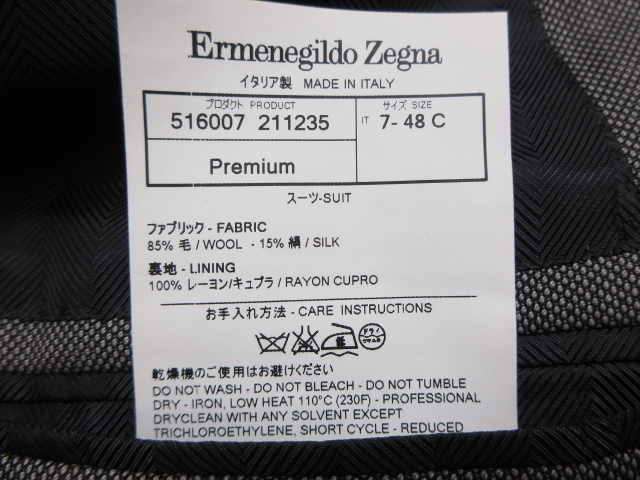 Ermenegildo Zegna
イタリア製 MADE IN ITALY
プロダクト PRODUCT
サイズ SIZE
516007 211235
IT 7- 48 C
Premium
スーツ-SUIT
ファブリック - FABRIC
85% 毛 / WOOL - 15% 絹 / SILK
裏地 - LINING
100% レーヨン/キュプラ / RAYON CUPRO
お手入れ方法 - CARE INSTRUCTIONS
ドライ
乾燥機のご使用はお避けください
DO NOT WASH - DO NOT BLEACH - DO NOT TUMBLE
DRY - IRON, LOW HEAT 110°C (230F) - PROFESSIONAL
DRYCLEAN WITH ANY SOLVENT EXCEPT
TRICHLOROETHYLENE, SHORT CYCLE - REDUCED